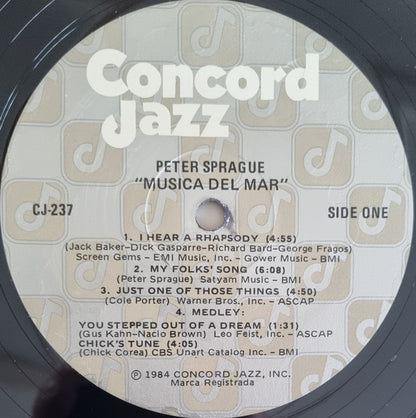 Concord
Jazz
PETER SPRAGUE
"MUSICA DEL MAR"
CJ-237
SIDE ONE
1. I HEAR A RHAPSODY (4:55)
(Jack Baker-Dick Gasparre-Richard Bard-George Fragos)
Screen Gems – EMI Music, Inc. - Gower Music – BMI
2. MY FOLKS' SONG (6:08)
(Peter Sprague) Satyam Music – BMI
3. JUST ONE OF THOSE THINGS (4:50)
(Cole Porter) Warner Bros., Inc. – ASCAP
4. MEDLEY:
YOU STEPPED OUT OF A DREAM (1:31)
(Gus Kahn-Nacio Brown) Leo Feist, Inc. – ASCAP
CHICK'S TUNE (4:05)
(Chick Corea) CBS Unart Catalog Inc. – BMI
Ⓟ 1984 CONCORD JAZZ, INC.
Marca Registrada